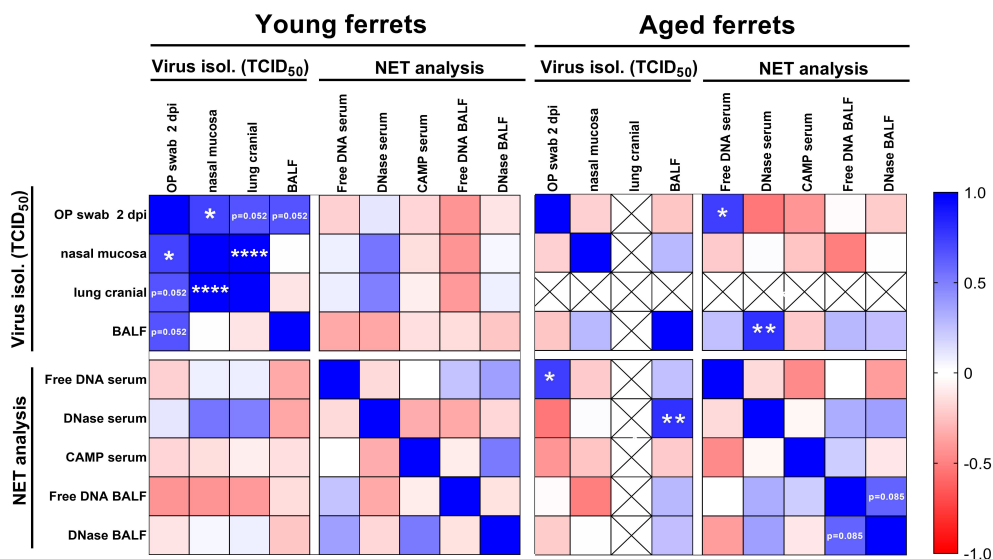 Young ferrets
Aged ferrets
Virus isol. (TCID50)
NET analysis
Virus isol. (TCID50)
NET analysis
OP swab 2 dpi
nasal mucosa
lung cranial
BALF
Free DNA serum
DNase serum
CAMP serum
Free DNA BALF
DNase BALF
OP swab 2 dpi
nasal mucosa
lung cranial
BALF
Free DNA serum
DNase serum
CAMP serum
Free DNA BALF
DNase BALF
Virus isol. (TCID50)
OP swab 2 dpi
* p=0.052 p=0.052
*
nasal mucosa
* ****
lung cranial
p=0.052 ****
BALF
p=0.052
**
NET analysis
Free DNA serum
*
DNase serum
**
CAMP serum
Free DNA BALF
p=0.085
DNase BALF
p=0.085
1.0
0.5
0
-0.5
-1.0